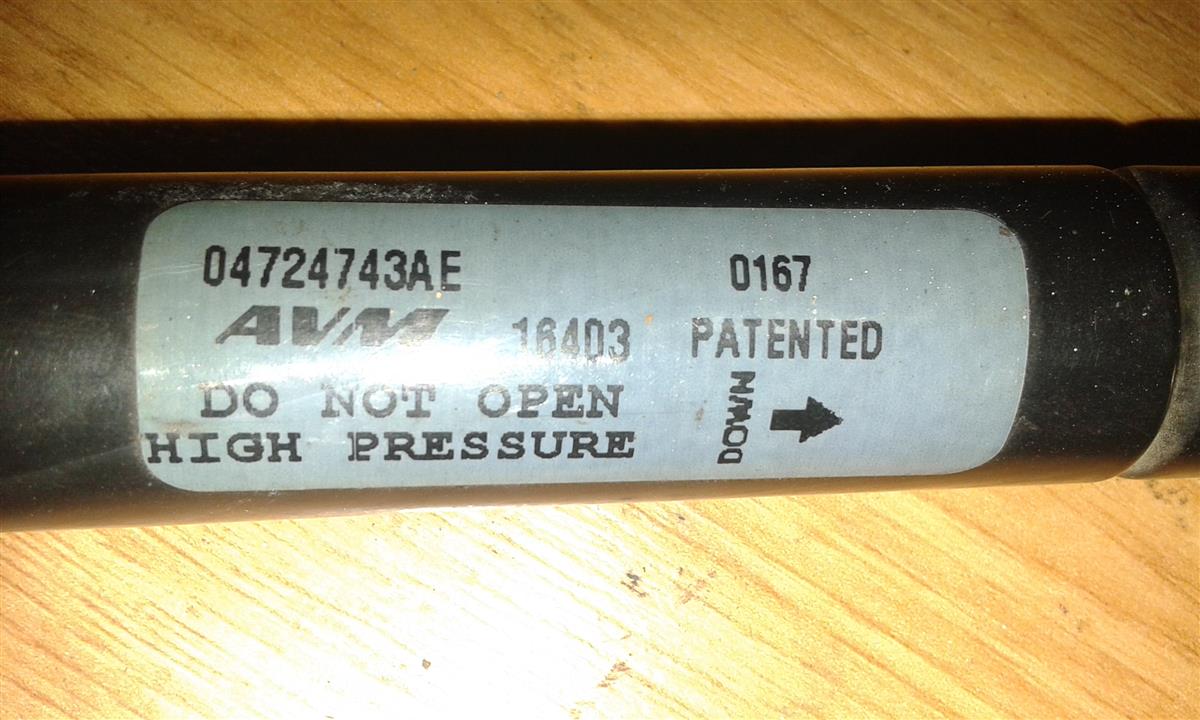 04724743AE 0167
AVM 16403 PATENTED
DO NOT OPEN
HIGH PRESSURE
DOWN